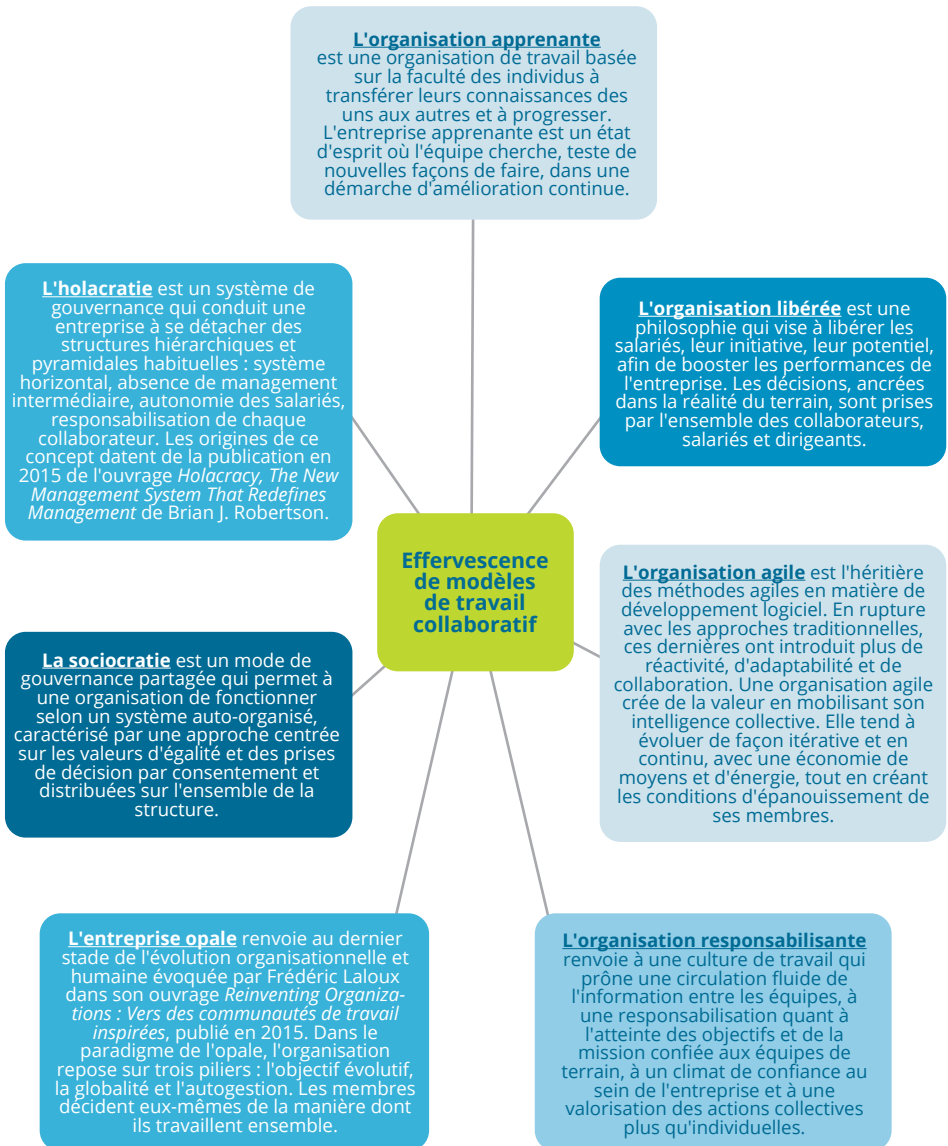 L'organisation apprenante
est une organisation de travail basée
sur la faculté des individus à
transférer leurs connaissances des
uns aux autres et à progresser.
L'entreprise apprenante est un état
d'esprit où l'équipe cherche, teste de
nouvelles façons de faire, dans une
démarche d'amélioration continue.
L'holacratie est un système de
gouvernance qui conduit une
entreprise à se détacher des
structures hiérarchiques et
pyramidales habituelles : système
horizontal, absence de management
intermédiaire, autonomie des salariés,
responsabilisation de chaque
collaborateur. Les origines de ce
concept datent de la publication en
2015 de l'ouvrage Holacracy, The New
Management System That Redefines
Management de Brian J. Robertson.
L'organisation libérée est une
philosophie qui vise à libérer les
salariés, leur initiative, leur potentiel,
afin de booster les performances de
l'entreprise. Les décisions, ancrées
dans la réalité du terrain, sont prises
par l'ensemble des collaborateurs,
salariés et dirigeants.
Effervescence
de modèles
de travail
collaboratif
L'organisation agile est l'héritière
des méthodes agiles en matière de
développement logiciel. En rupture
avec les approches traditionnelles,
ces dernières ont introduit plus de
réactivité, d'adaptabilité et de
collaboration. Une organisation agile
crée de la valeur en mobilisant son
intelligence collective. Elle tend à
évoluer de façon itérative et en
continu, avec une économie de
moyens et d'énergie, tout en créant
les conditions d'épanouissement de
ses membres.
La sociocratie est un mode de
gouvernance partagée qui permet à
une organisation de fonctionner
selon un système auto-organisé,
caractérisé par une approche centrée
sur les valeurs d'égalité et des prises
de décision par consentement et
distribuées sur l'ensemble de la
structure.
L'entreprise opale renvoie au dernier
stade de l'évolution organisationnelle et
humaine évoquée par Frédéric Laloux
dans son ouvrage Reinventing Organiza-
tions : Vers des communautés de travail
inspirées, publié en 2015. Dans le
paradigme de l'opale, l'organisation
repose sur trois piliers : l'objectif évolutif,
la globalité et l'autogestion. Les membres
décident eux-mêmes de la manière dont
ils travaillent ensemble.
L'organisation responsabilisante
renvoie à une culture de travail qui
prône une circulation fluide de
l'information entre les équipes, à
une responsabilisation quant à
l'atteinte des objectifs et de la
mission confiée aux équipes de
terrain, à un climat de confiance au
sein de l'entreprise et à une
valorisation des actions collectives
plus qu'individuelles.